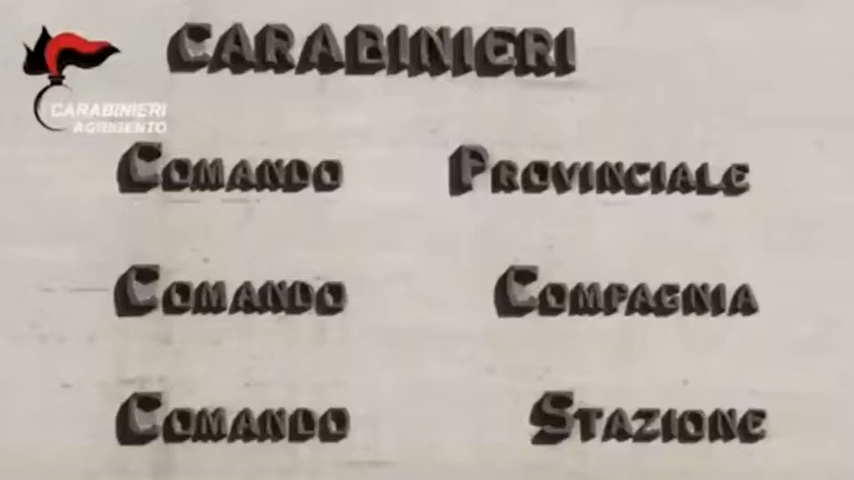 CARABINIERI
CARABINIERI
AGRIGENTO
COMANDO PROVINCIALE
COMANDO COMPAGNIA
COMANDO STAZIONE